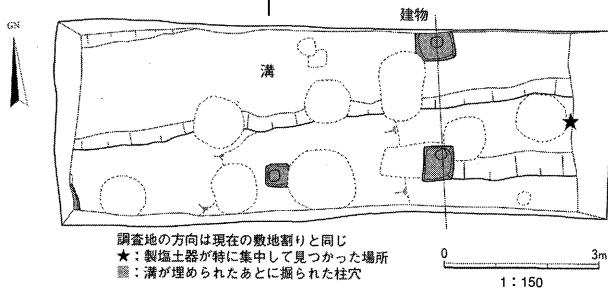 建物
GN
溝
調査地の方向は現在の敷地割りと同じ
★：製塩土器が特に集中して見つかった場所
▩：溝が埋められたあとに掘られた柱穴
0 3m
1：150